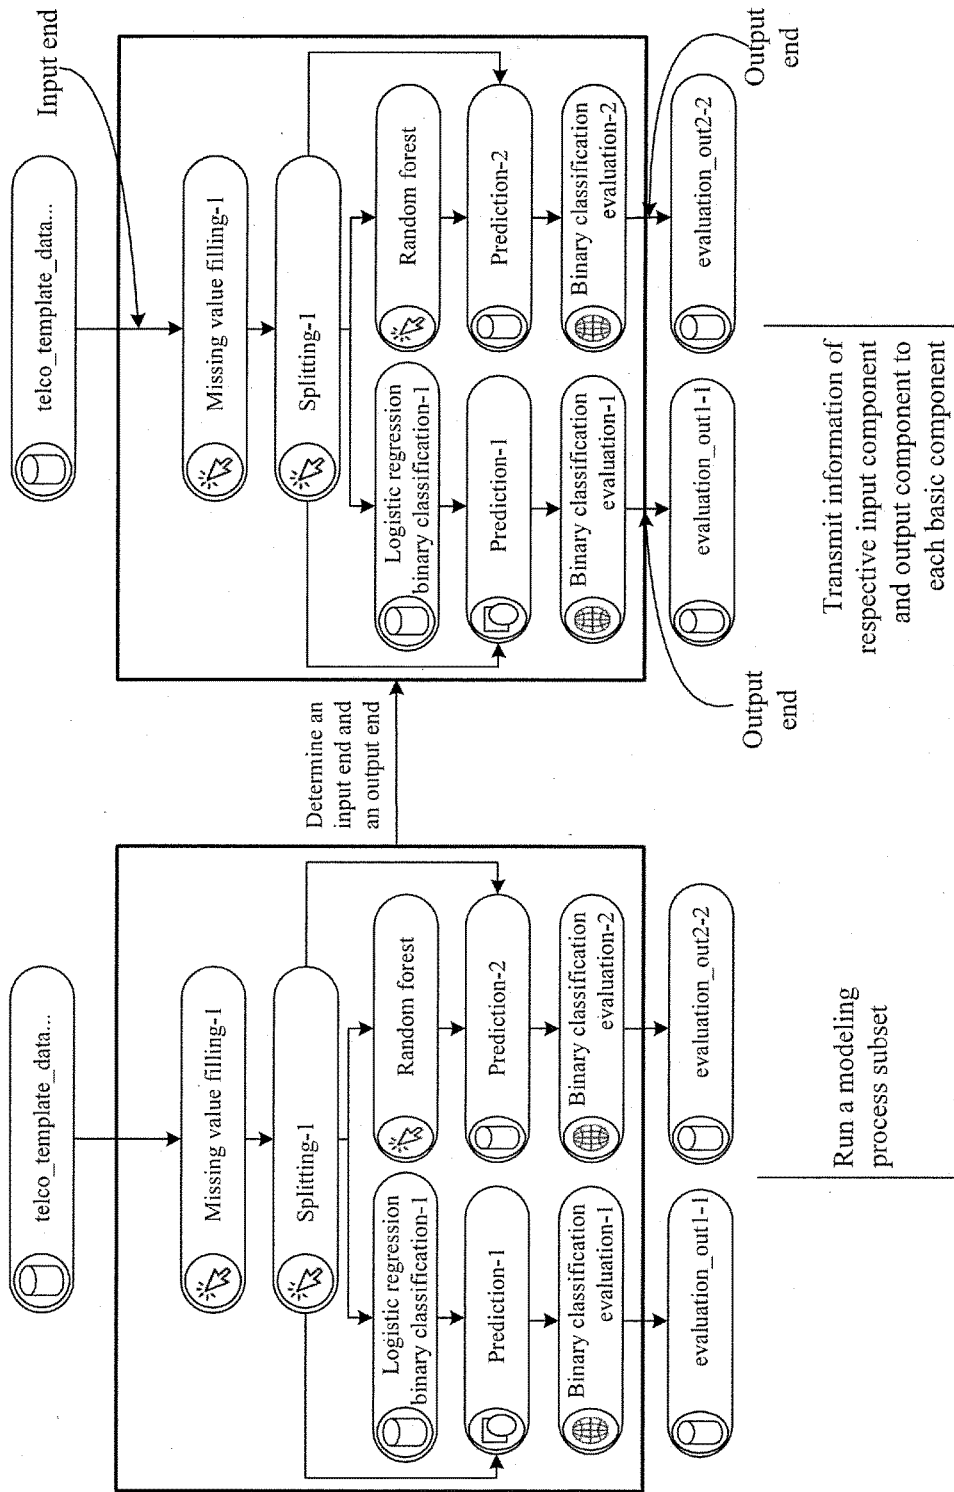 telco_template_data...
Missing value filling-1
Splitting-1
Logistic regression
binary classification-1
Random forest
Prediction-1
Prediction-2
Binary classification
evaluation-1
Binary classification
evaluation-2
evaluation_out1-1
evaluation_out2-2
Run a modeling
process subset
Determine an
input end and
an output end
telco_template_data...
Input end
Missing value filling-1
Splitting-1
Logistic regression
binary classification-1
Random forest
Prediction-1
Prediction-2
Binary classification
evaluation-1
Binary classification
evaluation-2
Output
end
evaluation_out1-1
evaluation_out2-2
Output
end
Transmit information of
respective input component
and output component to
each basic component